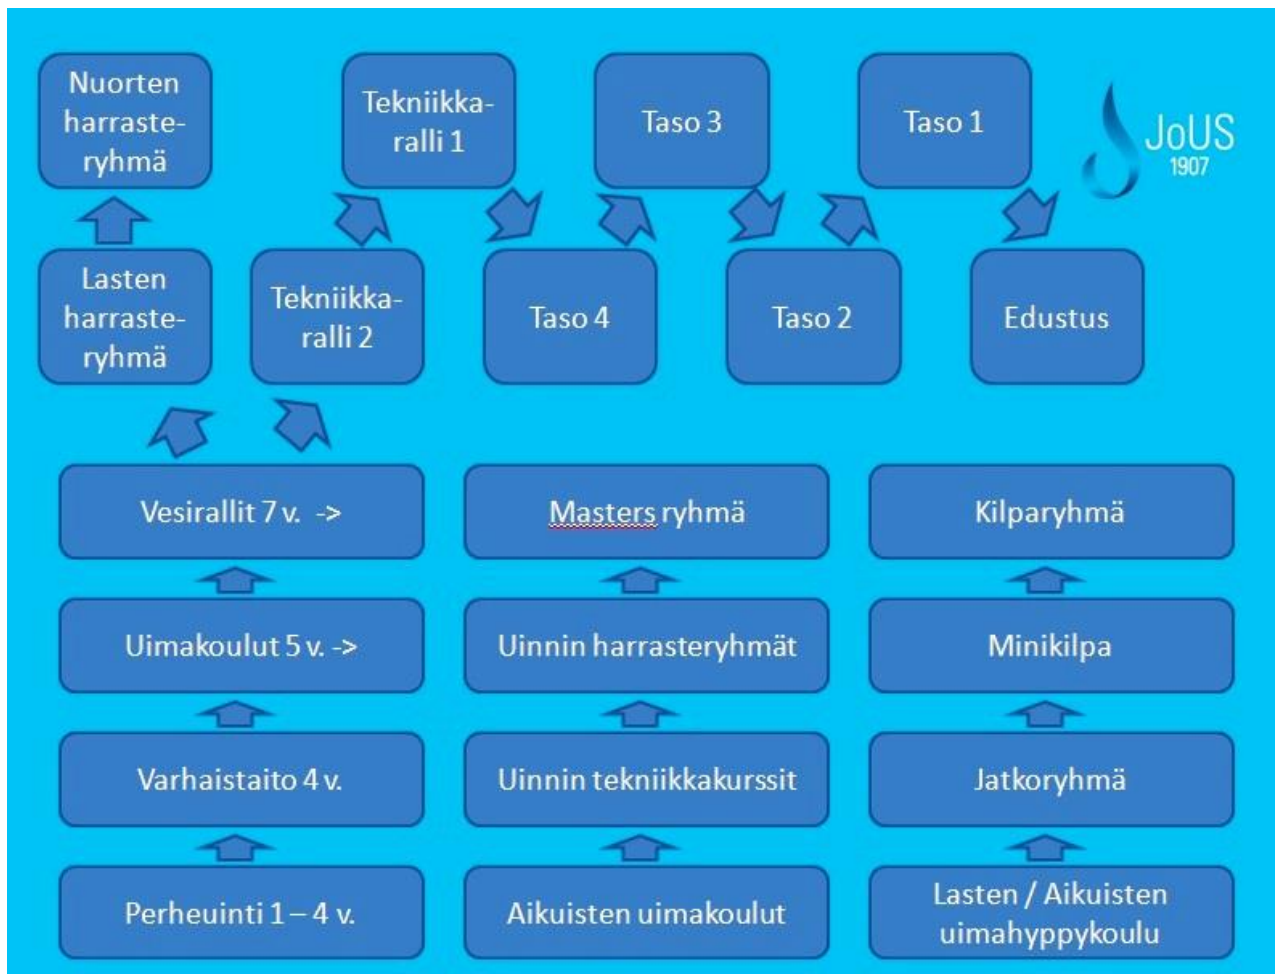 Nuorten
harraste-
ryhmä
Tekniikka-
ralli 1
Taso 3
Taso 1
JoUS
1907
Lasten
harraste-
ryhmä
Tekniikka-
ralli 2
Taso 4
Taso 2
Edustus
Vesirallit 7 v. ->
Masters ryhmä
Kilparyhmä
Uimakoulut 5 v. ->
Uinnin harrasteryhmät
Minikilpa
Varhaistaito 4 v.
Uinnin tekniikkakurssit
Jatkoryhmä
Perheuinti 1 – 4 v.
Aikuisten uimakoulut
Lasten / Aikuisten
uimahyppykoulu